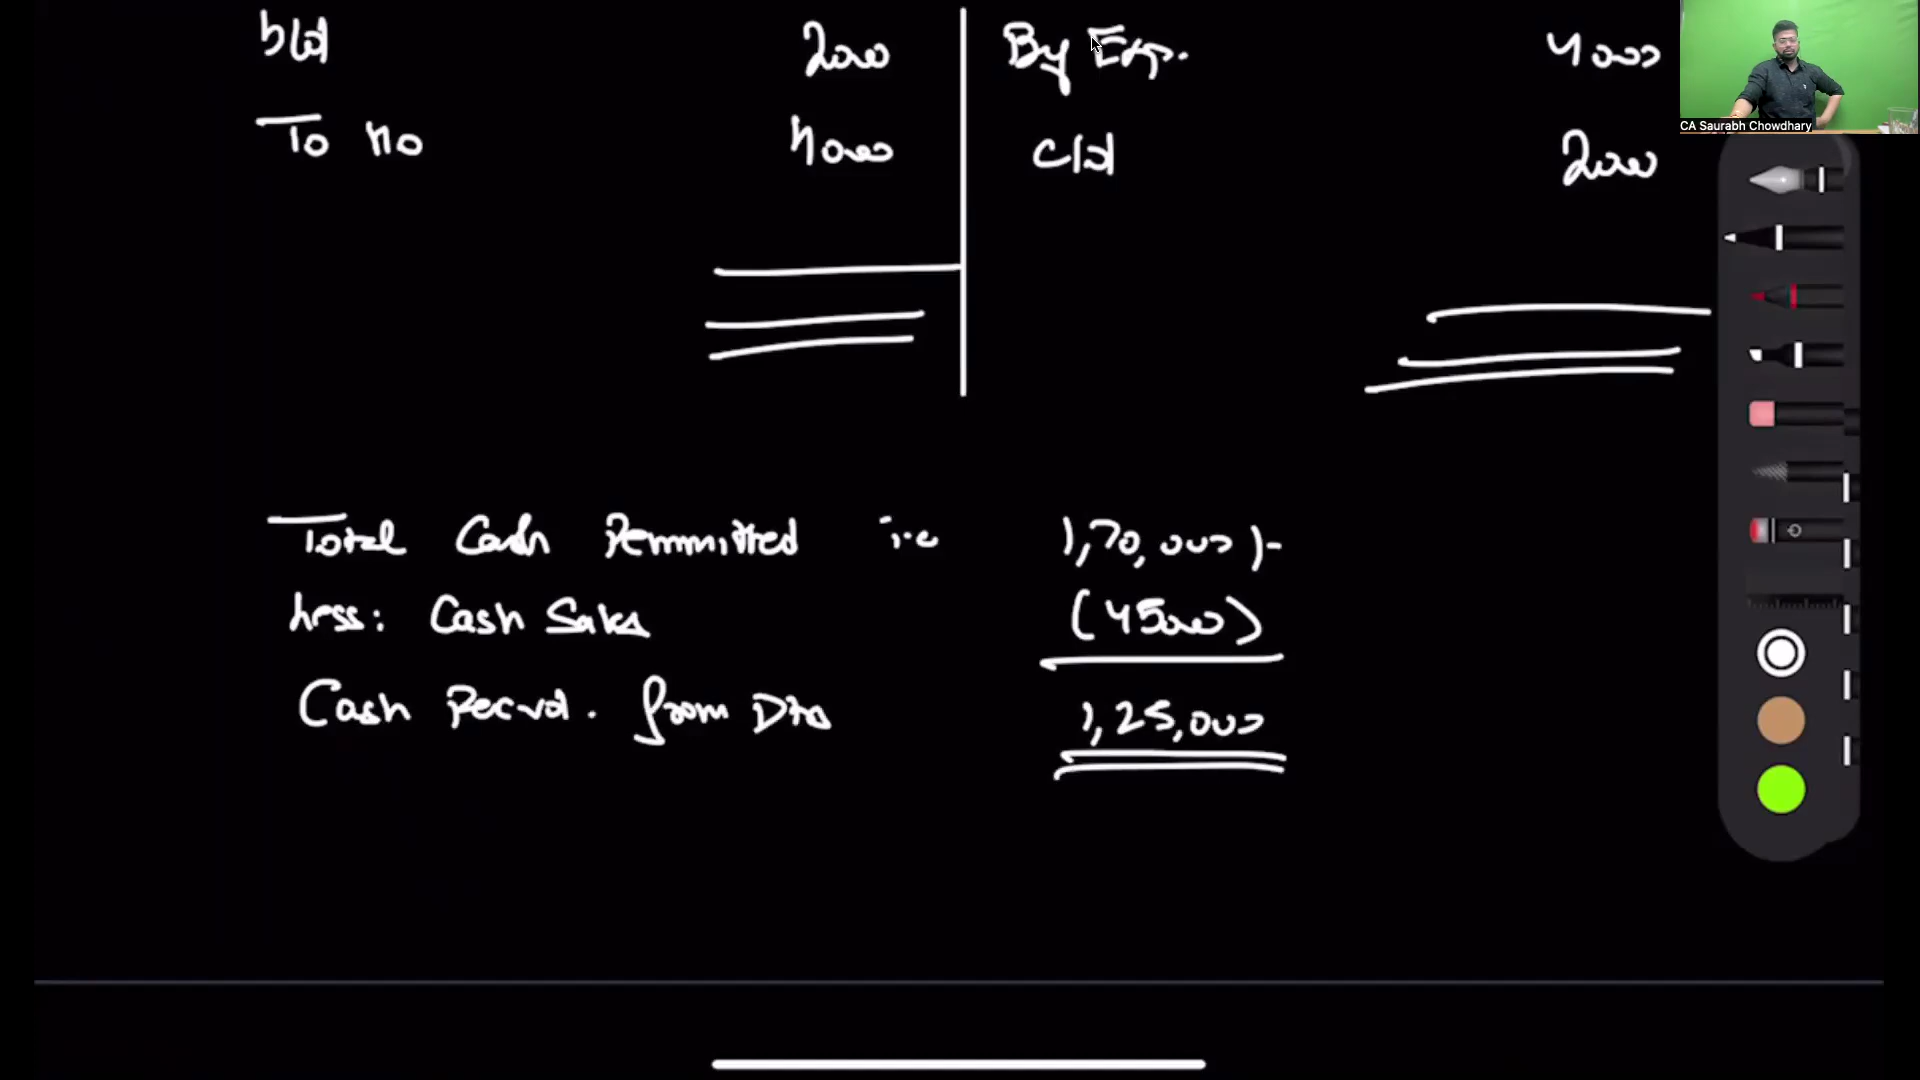 b/d 2000 By Exp. 4000
CA Saurabh Chowdhary
To HO 4000 c/d 2000
Total Cash Remmitted i.e 1,70,000/-
Less: Cash Sales (45000)
Cash Recvd. from Drs 1,25,000